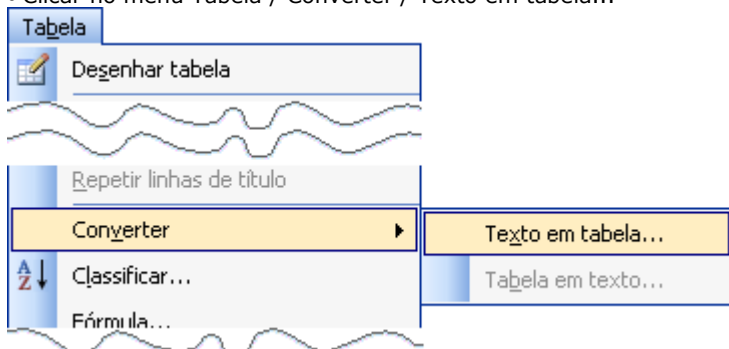 • Clicar no menu Tabela / Converter / Texto em tabela...
Tabela
Desenhar tabela
Repetir linhas de título
Converter
Texto em tabela...
Classificar...
Tabela em texto...
Fórmula...